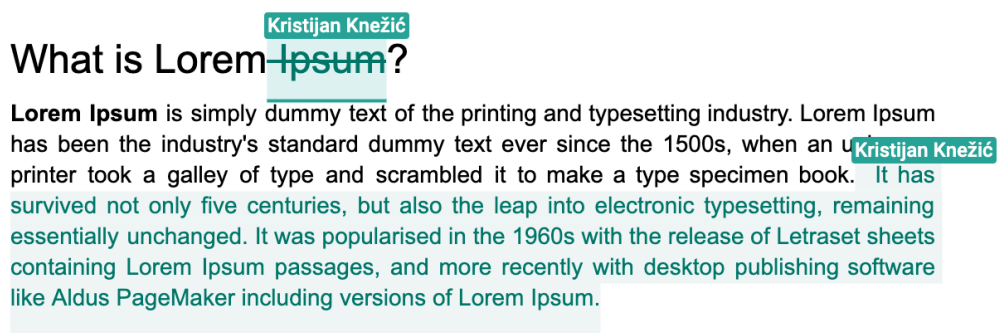 Kristijan Knežić
What is Lorem Ipsum?
Lorem Ipsum is simply dummy text of the printing and typesetting industry. Lorem Ipsum
has been the industry's standard dummy text ever since the 1500s, when an
Kristijan Knežić
printer took a galley of type and scrambled it to make a type specimen book. It has
survived not only five centuries, but also the leap into electronic typesetting, remaining
essentially unchanged. It was popularised in the 1960s with the release of Letraset sheets
containing Lorem Ipsum passages, and more recently with desktop publishing software
like Aldus PageMaker including versions of Lorem Ipsum.